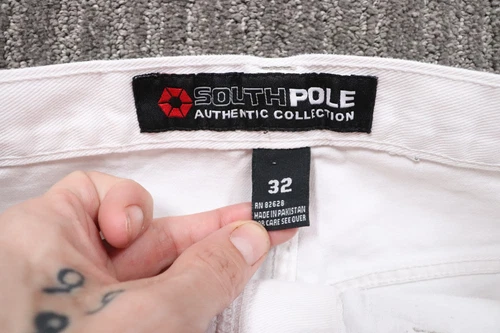 SOUTHPOLE
AUTHENTIC COLLECTION
32
RN 82628
MADE IN PAKISTAN
CARE SEE OVER